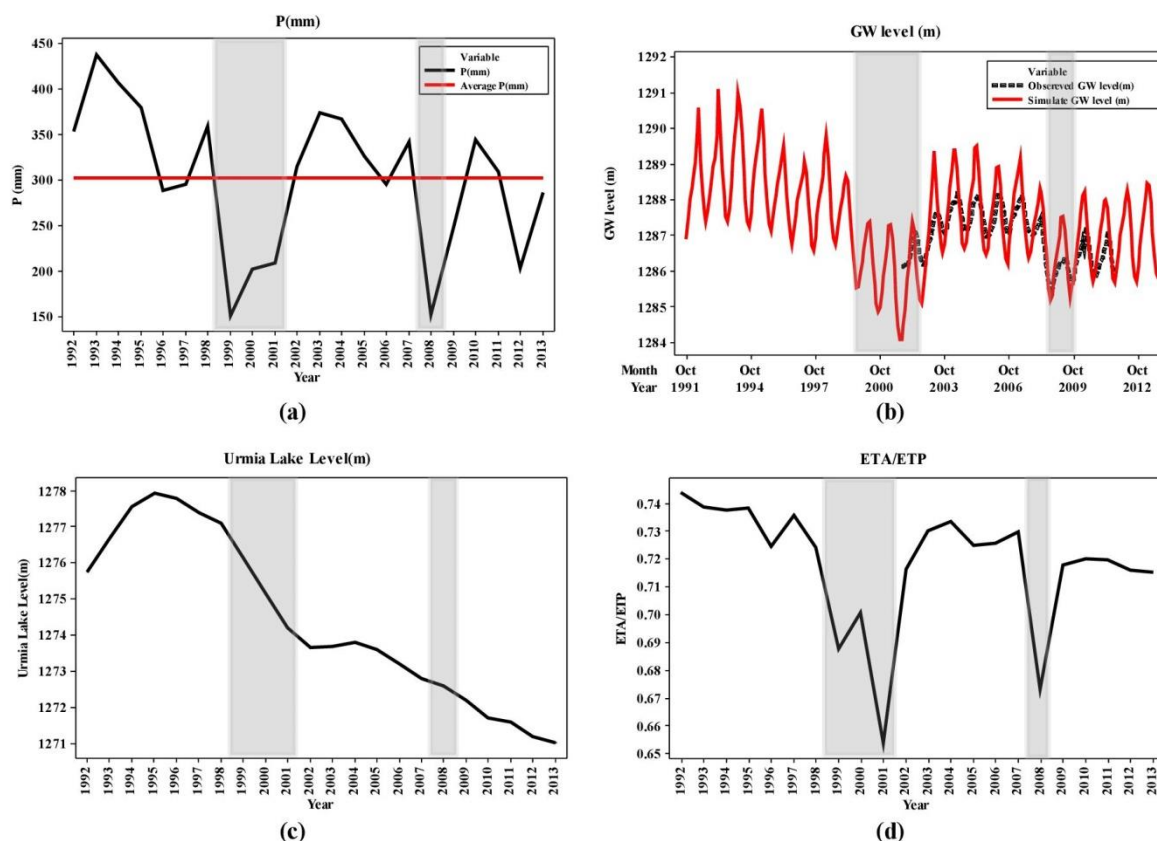 P(mm)
450
400
350
300
250
200
150
P (mm)
Variable
P(mm)
Average P(mm)
1992 1993 1994 1995 1996 1997 1998 1999 2000 2001 2002 2003 2004 2005 2006 2007 2008 2009 2010 2011 2012 2013
Year
(a)
GW level (m)
1292
1291
1290
1289
1288
1287
1286
1285
1284
GW level (m)
Variable
Obsereved GW level(m)
Simulate GW level (m)
Month Oct Oct Oct Oct Oct Oct Oct Oct
Year 1991 1994 1997 2000 2003 2006 2009 2012
(b)
Urmia Lake Level(m)
1278
1277
1276
1275
1274
1273
1272
1271
Urmia Lake Level(m)
1992 1993 1994 1995 1996 1997 1998 1999 2000 2001 2002 2003 2004 2005 2006 2007 2008 2009 2010 2011 2012 2013
Year
(c)
ETA/ETP
0.74
0.73
0.72
0.71
0.70
0.69
0.68
0.67
0.66
0.65
ETA/ETP
1992 1993 1994 1995 1996 1997 1998 1999 2000 2001 2002 2003 2004 2005 2006 2007 2008 2009 2010 2011 2012 2013
Year
(d)